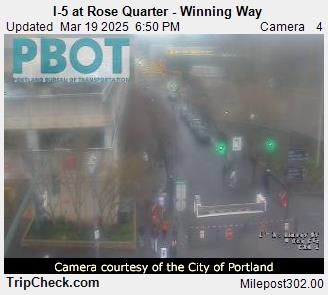 I-5 at Rose Quarter - Winning Way
Updated Mar 19 2025 6:50 PM Camera 4
PBOT
PORTLAND BUREAU OF TRANSPORTATION
Camera courtesy of the City of Portland
TripCheck.com Milepost302.00